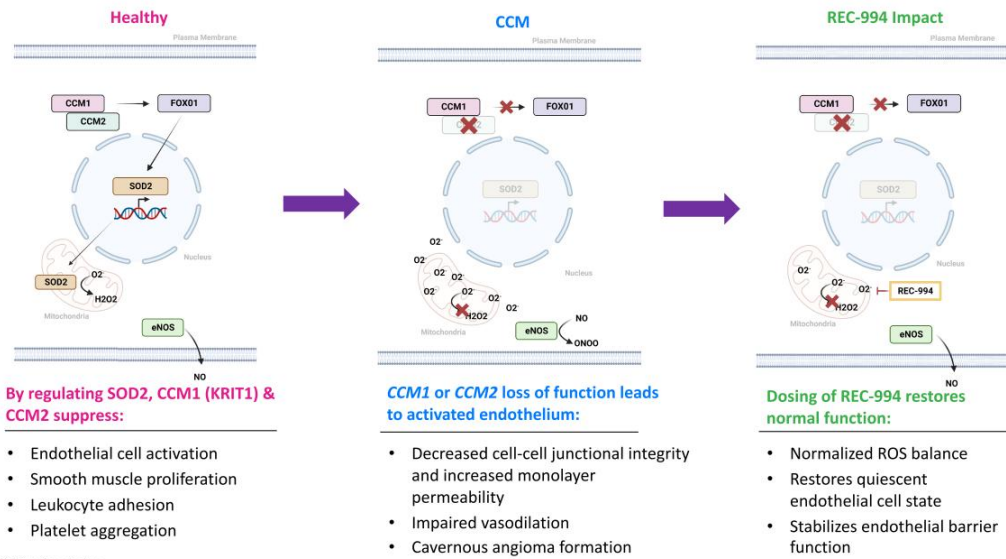 Healthy
Plasma Membrane
CCM1
FOX01
CCM2
SOD2
Nucleus
SOD2
O2-
H2O2
Mitochondria
eNOS
NO
By regulating SOD2, CCM1 (KRIT1) &
CCM2 suppress:
• Endothelial cell activation
• Smooth muscle proliferation
• Leukocyte adhesion
• Platelet aggregation
CCM
Plasma Membrane
CCM1
FOX01
SOD2
O2-
O2-
O2-
O2-
O2-
O2-
O2-
O2-
H2O2
Nucleus
Mitochondria
eNOS
NO
ONOO
CCM1 or CCM2 loss of function leads
to activated endothelium:
• Decreased cell-cell junctional integrity
and increased monolayer
permeability
• Impaired vasodilation
• Cavernous angioma formation
REC-994 Impact
Plasma Membrane
CCM1
FOX01
SOD2
Nucleus
O2-
O2-
O2-
H2O2
REC-994
Mitochondria
eNOS
NO
Dosing of REC-994 restores
normal function:
• Normalized ROS balance
• Restores quiescent
endothelial cell state
• Stabilizes endothelial barrier
function